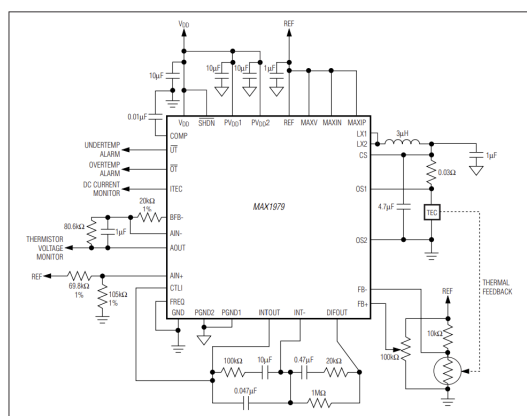 VDD
REF
10µF
10µF
10µF
1µF
0.01µF
VDD
SHDN
PVDD1
PVDD2
REF
MAXV
MAXIN
MAXIP
COMP
UNDERTEMP
ALARM
UT
OVERTEMP
ALARM
OT
DC CURRENT
MONITOR
ITEC
MAX1979
LX1
LX2
3µH
CS
1µF
0.03Ω
OS1
4.7µF
TEC
OS2
20kΩ
1%
BFB-
80.6kΩ
1%
1µF
AIN-
THERMISTOR
VOLTAGE
MONITOR
AOUT
REF
AIN+
69.8kΩ
1%
105kΩ
1%
CTLI
FREQ
GND
PGND2
PGND1
INTOUT
INT-
DIFOUT
FB-
FB+
REF
THERMAL
FEEDBACK
10kΩ
100kΩ
100kΩ
10µF
0.47µF
20kΩ
0.047µF
1MΩ